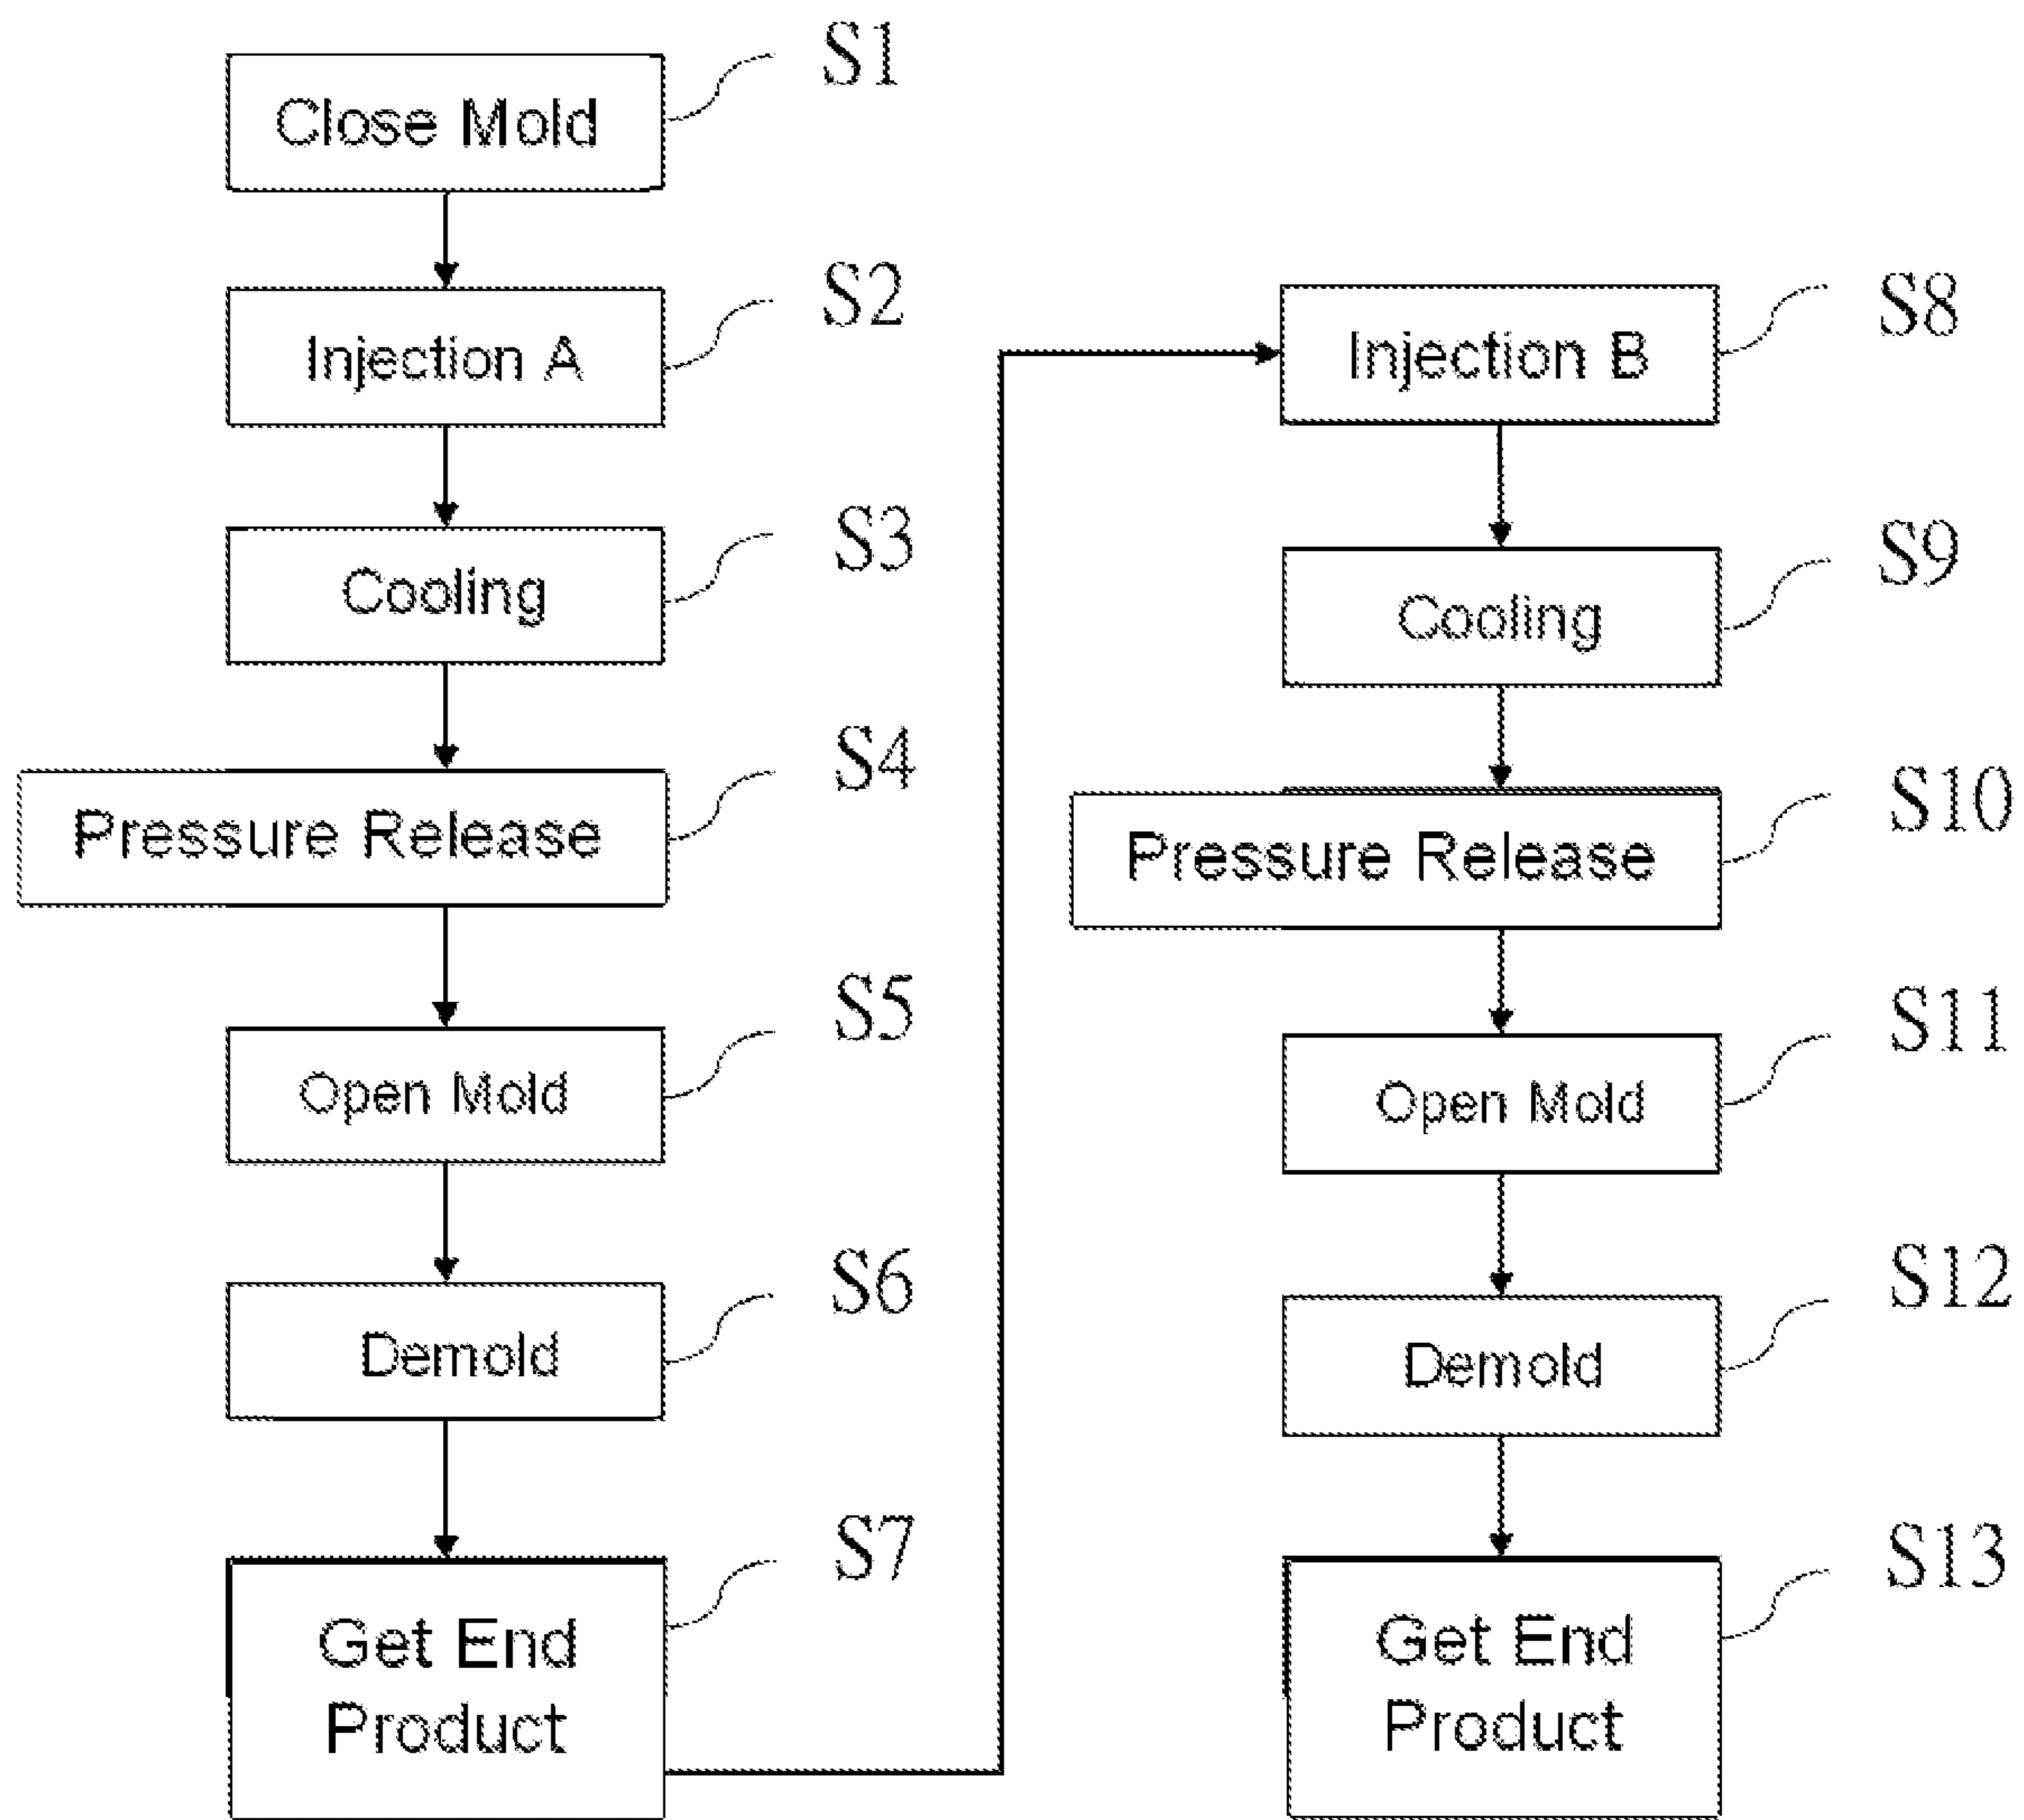 Close Mold
S1
Injection A
S2
Cooling
S3
Pressure Release
S4
Open Mold
S5
Demold
S6
Get End
Product
S7
Injection B
S8
Cooling
S9
Pressure Release
S10
Open Mold
S11
Demold
S12
Get End
Product
S13